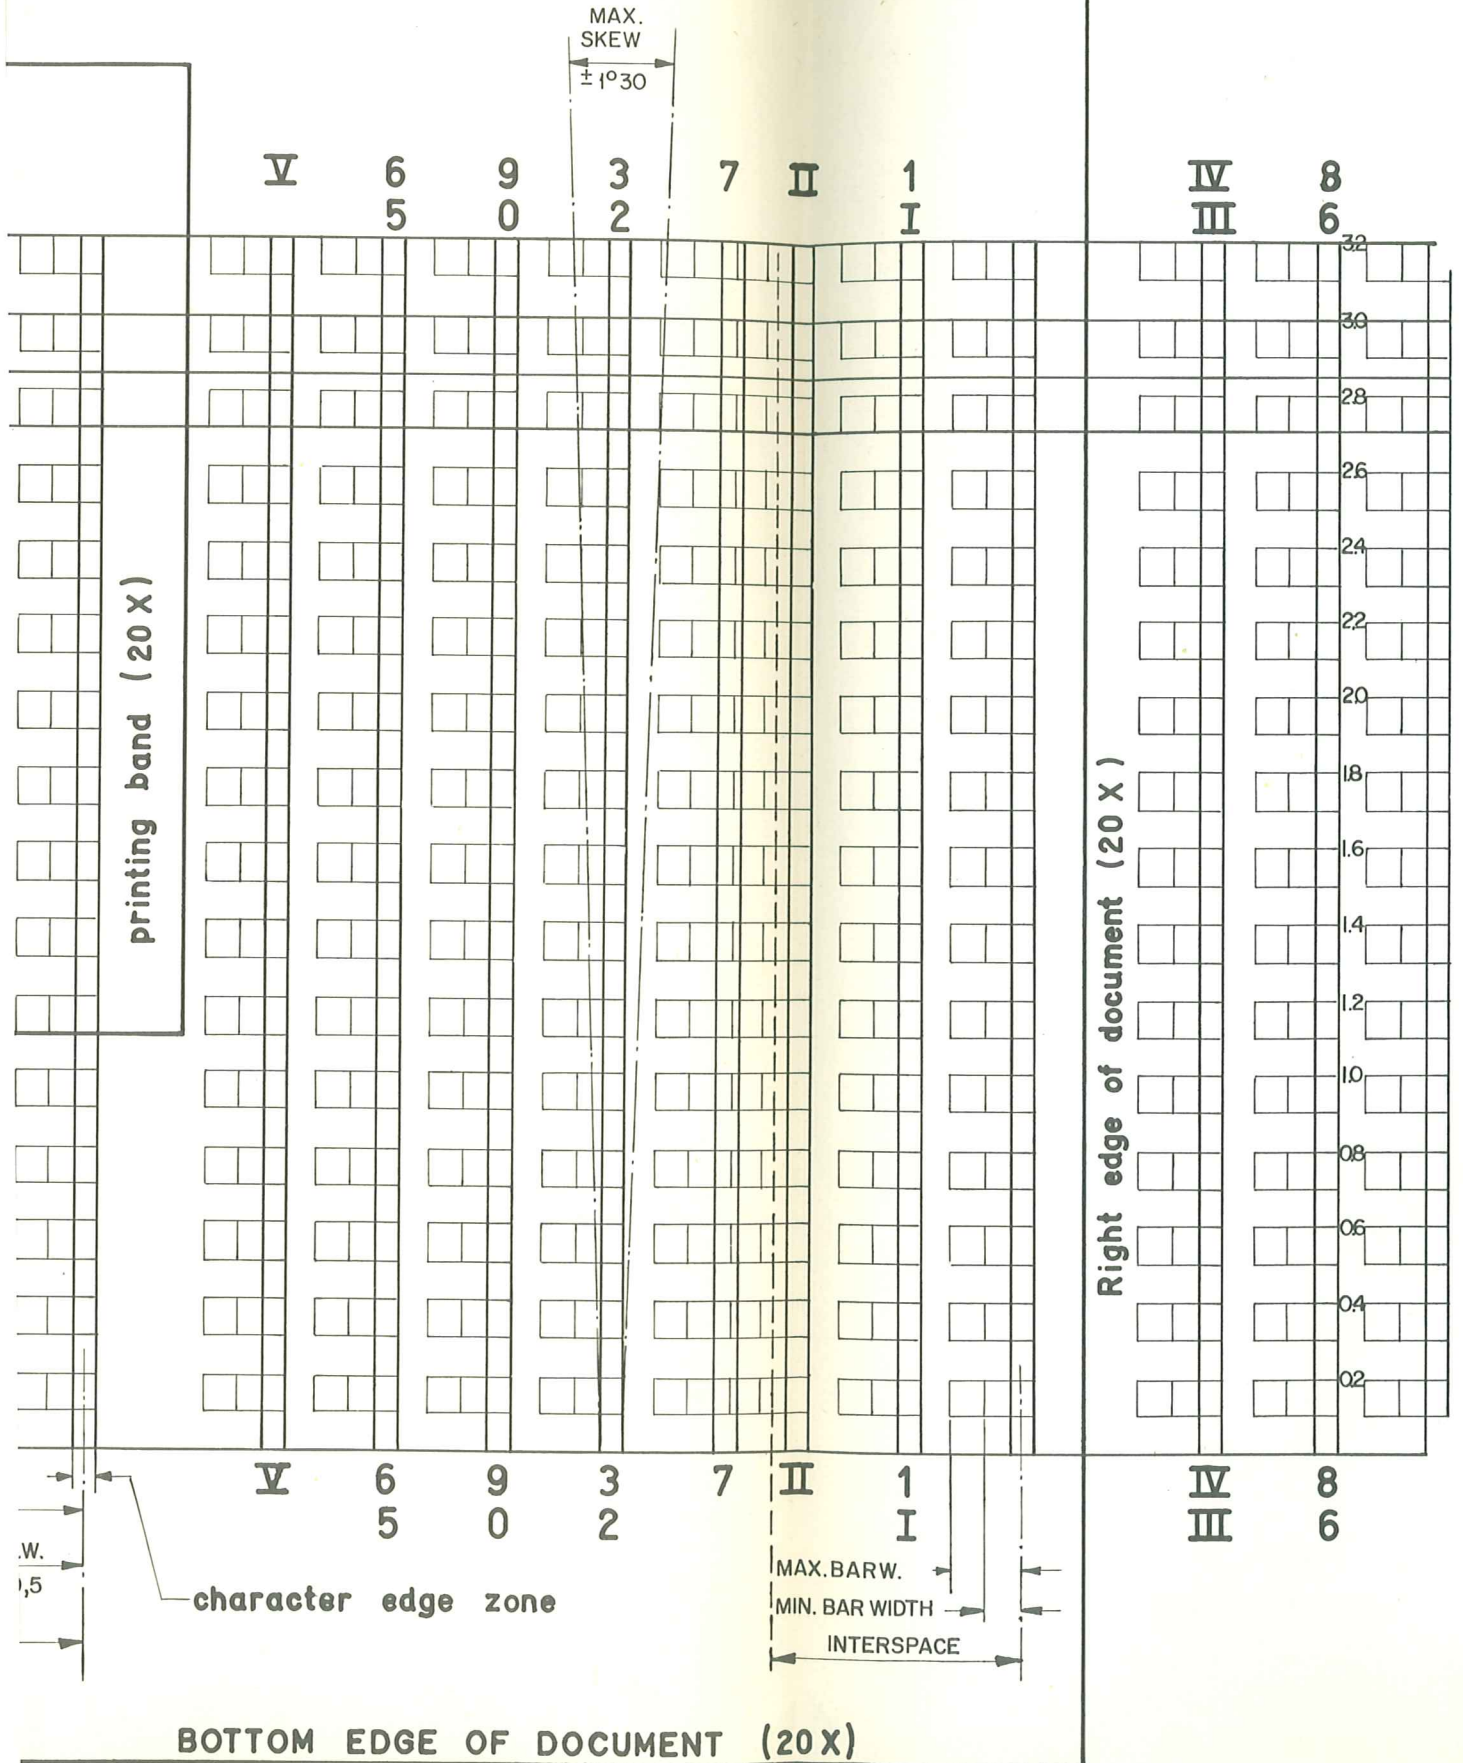 MAX.
SKEW
± 1°30
V 6 9 3 7 II 1 IV 8
5 0 2 I III 6
3.2
3.0
2.8
2.6
2.4
2.2
2.0
1.8
1.6
1.4
1.2
1.0
0.8
0.6
0.4
0.2
printing band (20 X)
Right edge of document (20 X)
V 6 9 3 7 II 1 IV 8
5 0 2 I III 6
.W.
,5
character edge zone
MAX. BARW.
MIN. BAR WIDTH
INTERSPACE
BOTTOM EDGE OF DOCUMENT (20X)